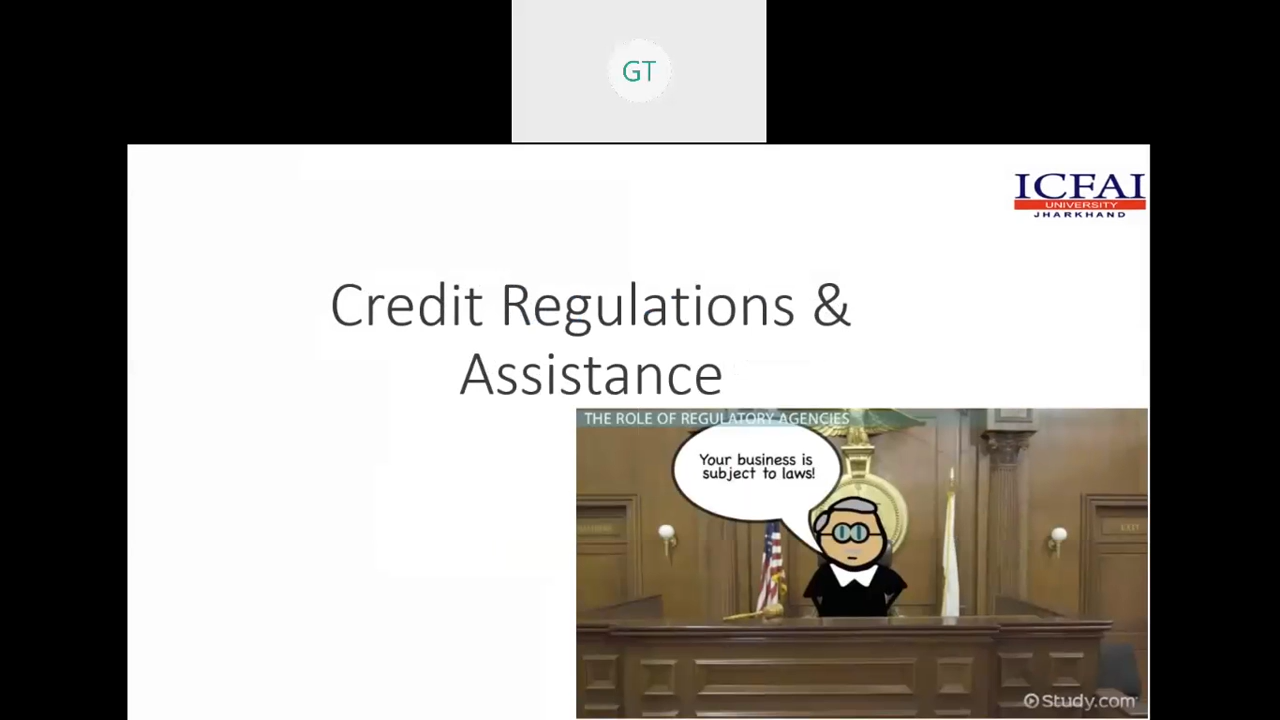 GT
ICFAI
UNIVERSITY
JHARKHAND
Credit Regulations &
Assistance
THE ROLE OF REGULATORY AGENCIES
Your business is
subject to laws!
EXIT
Study.com